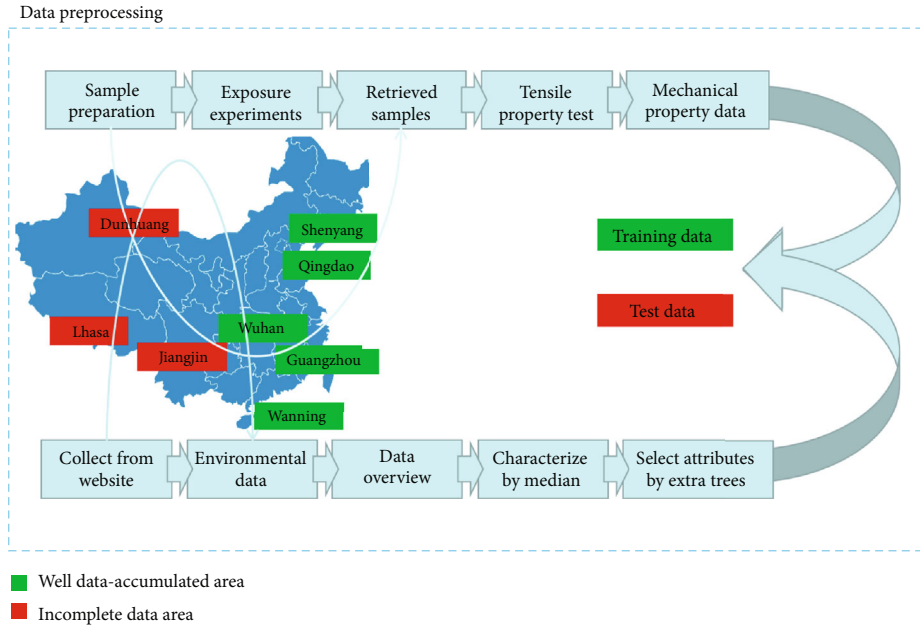 Data preprocessing
Sample
preparation
Exposure
experiments
Retrieved
samples
Tensile
property test
Mechanical
property data
Dunhuang
Shenyang
Qingdao
Lhasa
Jiangjin
Wuhan
Guangzhou
Wanning
Training data
Test data
Collect from
website
Environmental
data
Data
overview
Characterize
by median
Select attributes
by extra trees
Well data-accumulated area
Incomplete data area